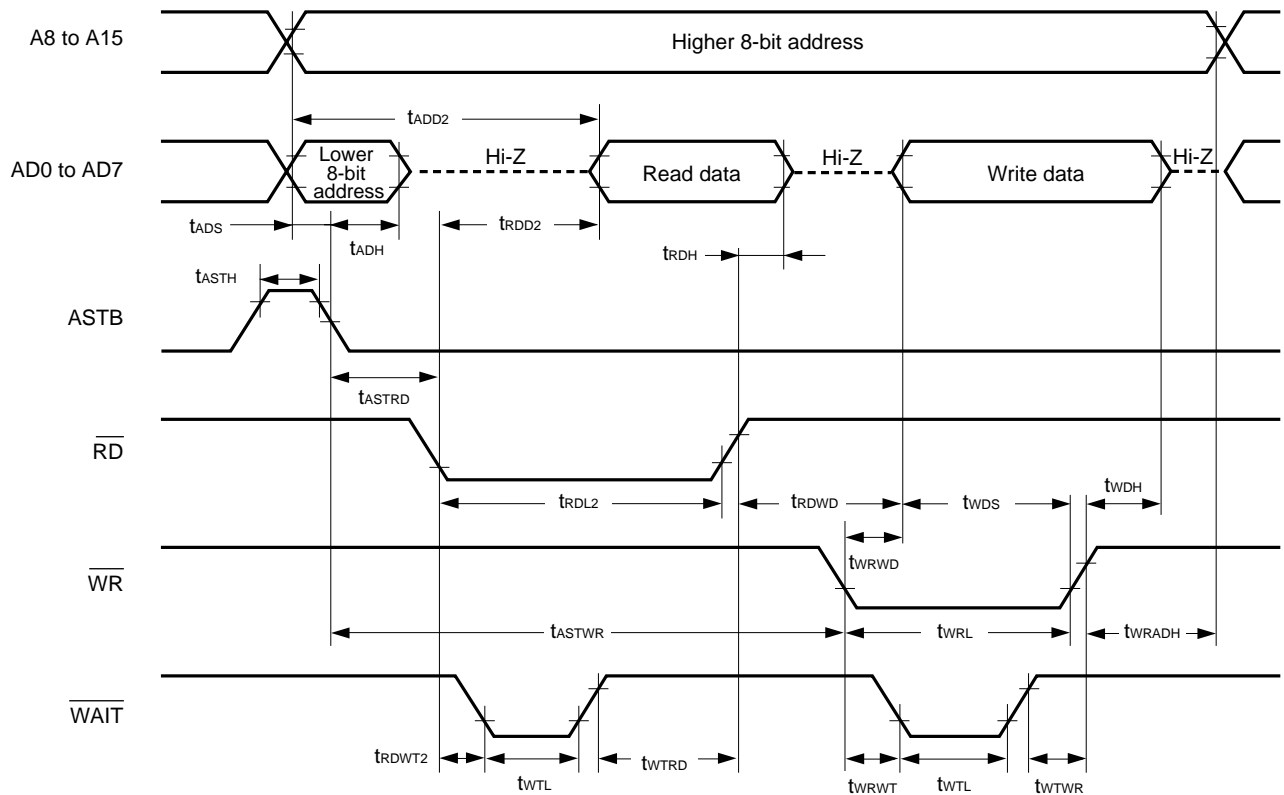 A8 to A15
Higher 8-bit address
tADD2
AD0 to AD7
Lower
8-bit
address
Hi-Z
Read data
Hi-Z
Write data
Hi-Z
tADS
tADH
tRDD2
tRDH
tASTH
ASTB
tASTRD
RD
tRDL2
tRDWD
tWDS
tWDH
tWRWD
WR
tASTWR
tWRL
tWRADH
WAIT
tRDWT2
tWTL
tWTRD
tWRWT
tWTL
tWTWR